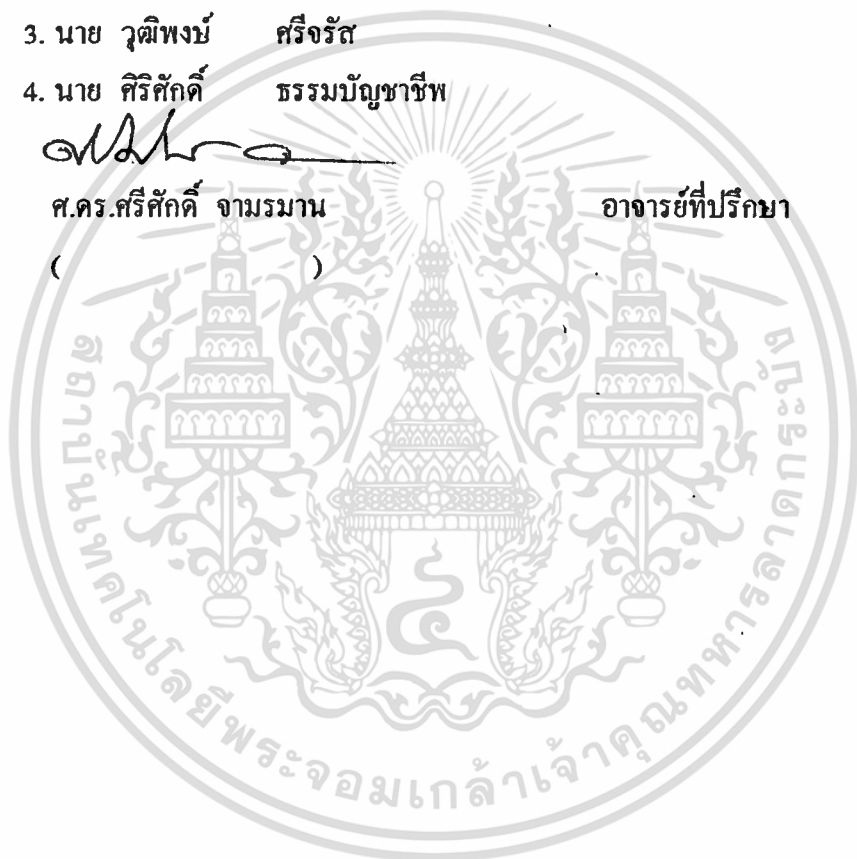 3. นาย วุฒิพงษ์ ศรีจรัส
4. นาย ศิริศักดิ์ ธรรมบัญชาชีพ
ศ.ดร.ศรีศักดิ์ จามรมาน อาจารย์ที่ปรึกษา
( )
สถาบันเทคโนโลยีพระจอมเกล้าเจ้าคุณทหารลาดกระบัง